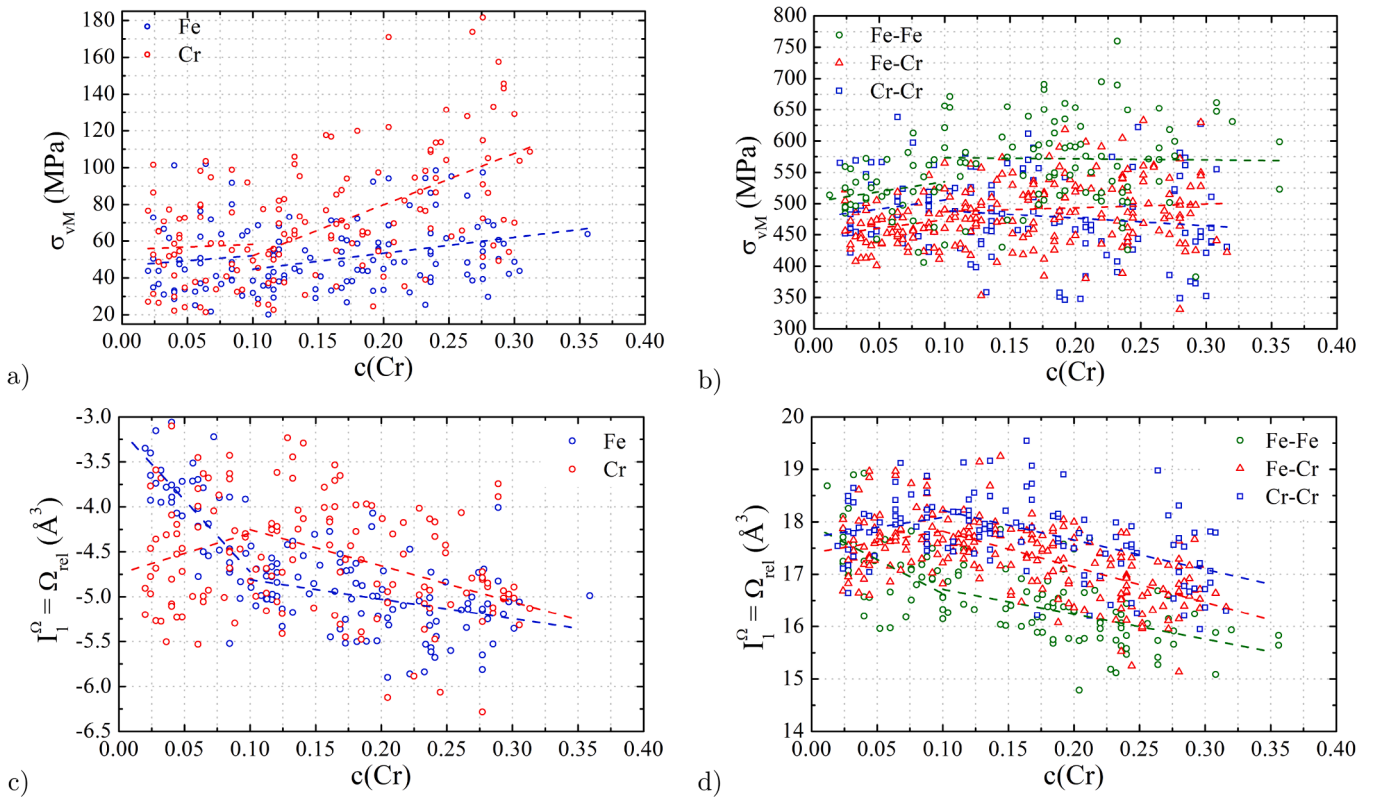 180
160
140
120
100
80
60
40
20
σvM (MPa)
Fe
Cr
0.00 0.05 0.10 0.15 0.20 0.25 0.30 0.35 0.40
c(Cr)
a)
800
750
700
650
600
550
500
450
400
350
300
σvM (MPa)
Fe-Fe
Fe-Cr
Cr-Cr
0.00 0.05 0.10 0.15 0.20 0.25 0.30 0.35 0.40
c(Cr)
b)
-3.0
-3.5
-4.0
-4.5
-5.0
-5.5
-6.0
-6.5
I₁^Ω = Ωrel (Å³)
Fe
Cr
0.00 0.05 0.10 0.15 0.20 0.25 0.30 0.35 0.40
c(Cr)
c)
20
19
18
17
16
15
14
I₁^Ω = Ωrel (Å³)
Fe-Fe
Fe-Cr
Cr-Cr
0.00 0.05 0.10 0.15 0.20 0.25 0.30 0.35 0.40
c(Cr)
d)